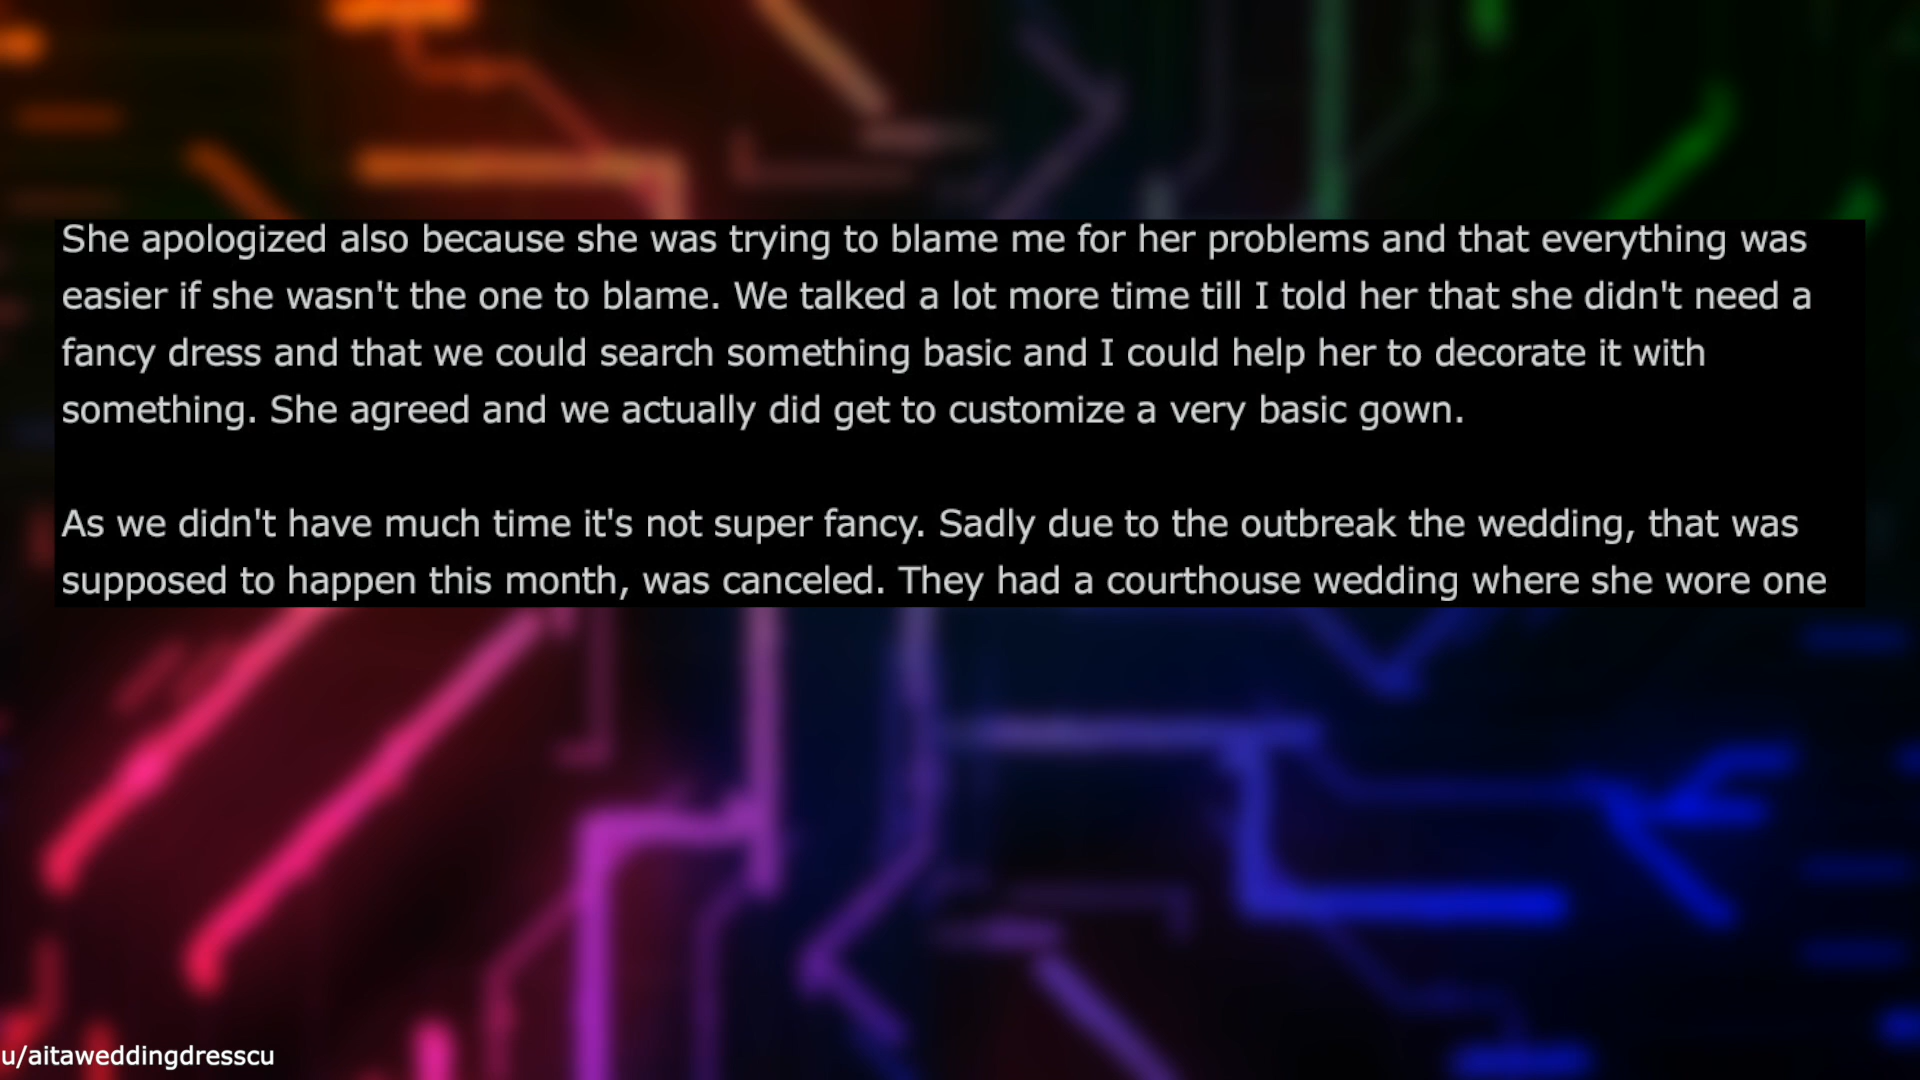 She apologized also because she was trying to blame me for her problems and that everything was
easier if she wasn't the one to blame. We talked a lot more time till I told her that she didn't need a
fancy dress and that we could search something basic and I could help her to decorate it with
something. She agreed and we actually did get to customize a very basic gown.
As we didn't have much time it's not super fancy. Sadly due to the outbreak the wedding, that was
supposed to happen this month, was canceled. They had a courthouse wedding where she wore one
u/aitaweddingdresscu